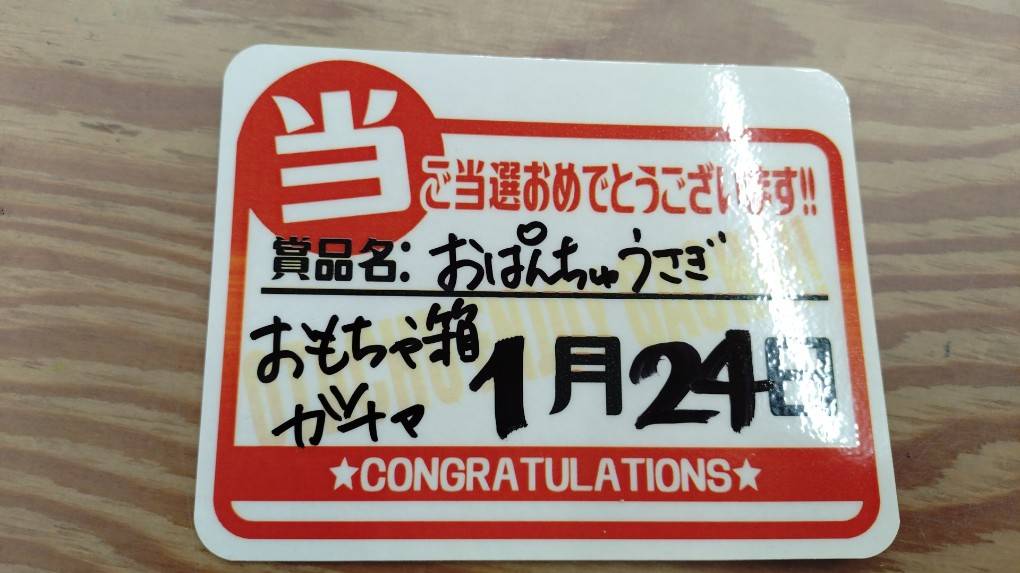 当
ご当選おめでとうございます!!
賞品名: おぱんちゅうさぎ
おもちゃ箱
ガチャ
1月24日
★CONGRATULATIONS★